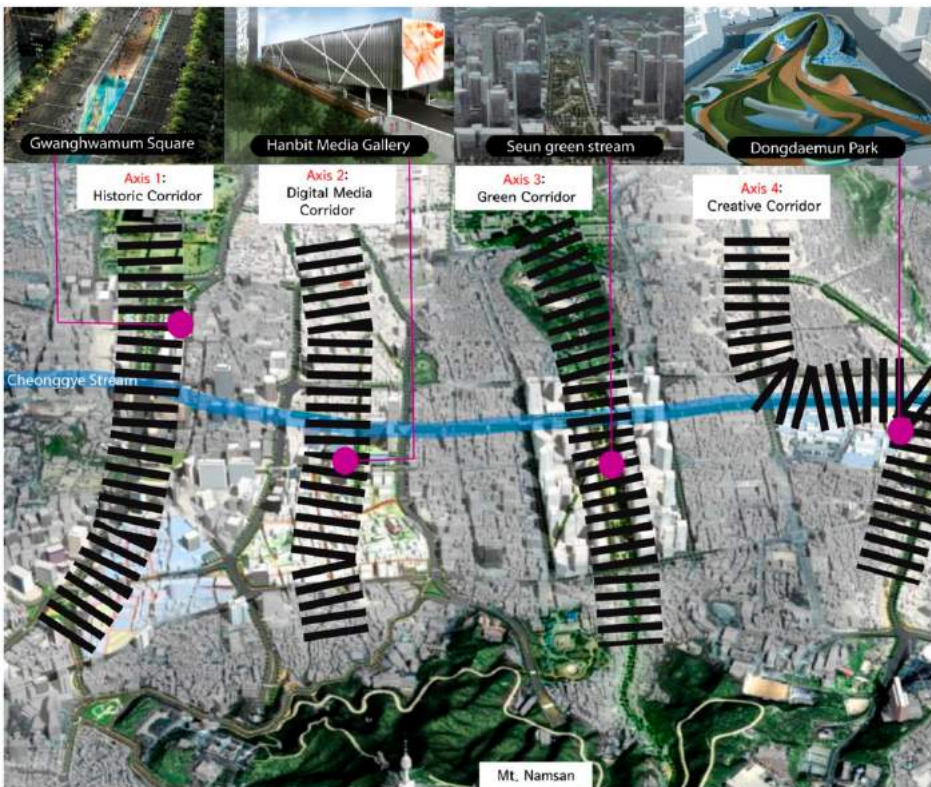 Gwanghwamum Square
Hanbit Media Gallery
Seun green stream
Dongdaemun Park
Axis 1:
Historic Corridor
Axis 2:
Digital Media
Corridor
Axis 3:
Green Corridor
Axis 4:
Creative Corridor
Cheonggye Stream
Mt. Namsan